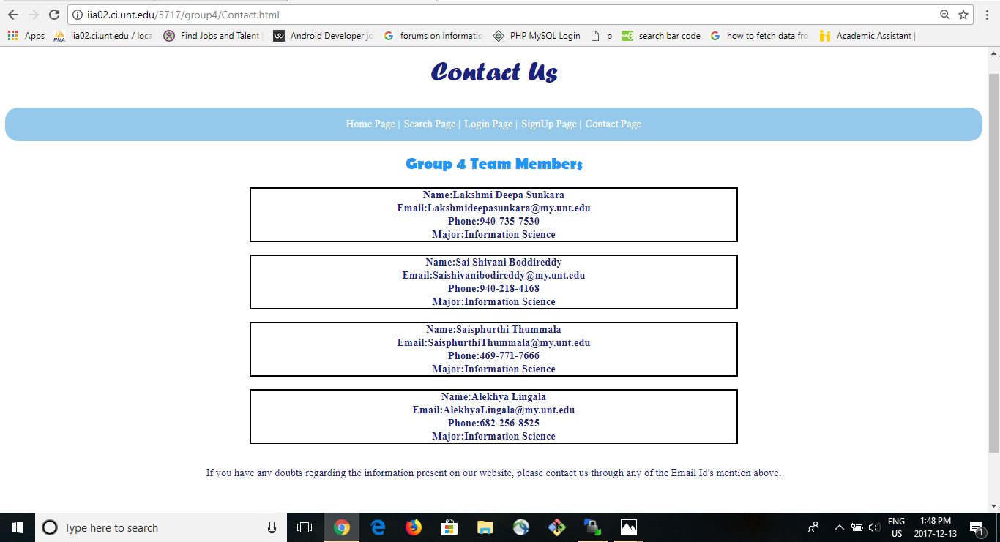 iia02.ci.unt.edu/5717/group4/Contact.html
Apps iia02.ci.unt.edu / loca Find Jobs and Talent Android Developer jo forums on informatio PHP MySQL Login p search bar code how to fetch data fro Academic Assistant |
Contact Us
Home Page | Search Page | Login Page | SignUp Page | Contact Page
Group 4 Team Members
Name:Lakshmi Deepa Sunkara
Email:Lakshmideepasunkara@my.unt.edu
Phone:940-735-7530
Major:Information Science
Name:Sai Shivani Boddireddy
Email:Saishivanibodireddy@my.unt.edu
Phone:940-218-4168
Major:Information Science
Name:Saisphurthi Thummala
Email:SaisphurthiThummala@my.unt.edu
Phone:469-771-7666
Major:Information Science
Name:Alekhya Lingala
Email:AlekhyaLingala@my.unt.edu
Phone:682-256-8525
Major:Information Science
If you have any doubts regarding the information present on our website, please contact us through any of the Email Id's mention above.
Type here to search
ENG
US
1:48 PM
2017-12-13
1